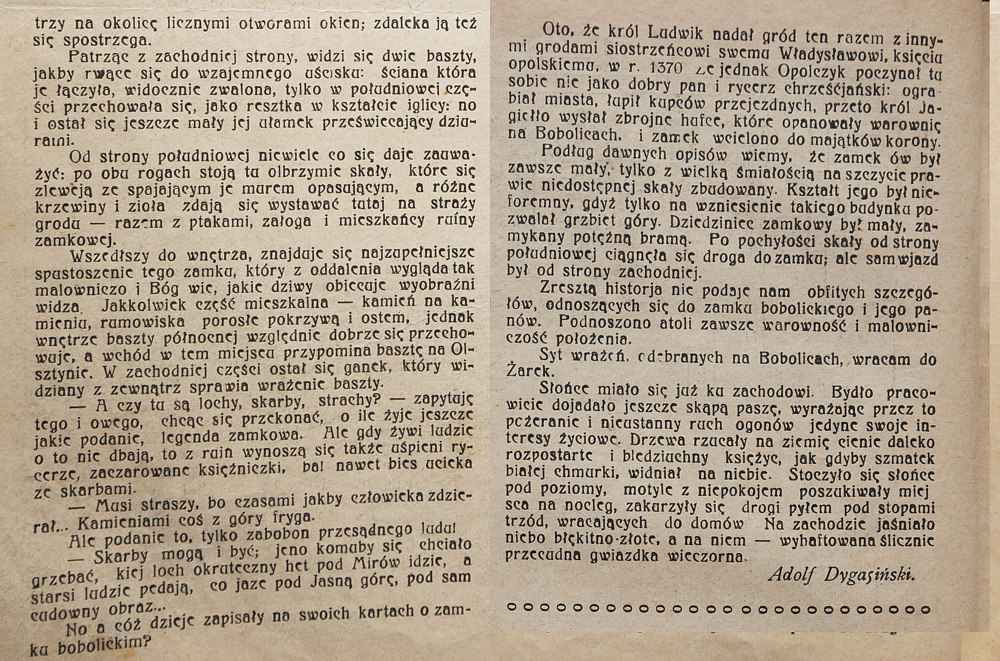 trzy na okolicę licznymi otworami okien; zdaleka ją też
się spostrzega.
Patrząc z zachodniej strony, widzi się dwie baszty,
jakby rwące się do wzajemnego uścisku: ściana która
je łączyła, widocznie zwalona, tylko w południowej czę-
ści przechowała się, jako resztka w kształcie iglicy: no
i ostał się jeszcze mały jej ułamek przeświecający dziu-
rami.
Od strony południowej niewiele co się daje zauwa-
żyć: po obu rogach stoją tu olbrzymie skały, które się
zlewają ze spajającym je murem opasującym, a różne
krzewiny i zioła zdają się wystawać tutaj na straży
grodu — razem z ptakami, załoga i mieszkańcy ruiny
zamkowej.
Wszedłszy do wnętrza, znajduje się najzupełniejsze
spustoszenie tego zamku, który z oddalenia wygląda tak
malowniczo i Bóg wie, jakie dziwy obiecuje wyobraźni
widza. Jakkolwiek część mieszkalna — kamień na ka-
mieniu, rumowiska porosłe pokrzywą i ostem, jednak
wnętrze baszty północnej względnie dobrze się przecho-
wuje, a wchód w tem miejscu przypomina basztę na Ol-
sztynie. W zachodniej części ostał się ganek, który wi-
dziany z zewnątrz sprawia wrażenie baszty.
— A czy tu są lochy, skarby, strachy? — zapytuję
tego i owego, chcąc się przekonać, o ile żyje jeszcze
jakie podanie, legenda zamkowa. Ale gdy żywi ludzie
o to nie dbają, to z ruin wynoszą się także uśpieni ry-
cerze, zaczarowane księżniczki, ba! nawet bies ucieka
ze skarbami.
— Musi straszy, bo czasami jakby człowieka zdzie-
rał... Kamieniami coś z góry fryga.
Ale podanie to, tylko zabobon przesądnego ludu!
— Skarby mogą i być; jeno komuby się chciało
grzebać, kiej loch okruteczny het pod Mirów idzie, a
starsi ludzie pedają, co jaze pod Jasną górę, pod sam
cudowny obraz...
No a cóż dzieje zapisały na swoich kartach o zam-
ku bobolickim?
Oto, że król Ludwik nadał gród ten razem z inny-
mi grodami siostrzeńcowi swemu Władysławowi, księciu
opolskiemu, w r. 1370 Ze jednak Opolczyk poczynał tu
sobie nie jako dobry pan i rycerz chrześcjański: ogra
biał miasta, łupił kupców przejezdnych, przeto król Ja-
giełło wysłał zbrojne hufce, które opanowały warownię
na Bobolicach, i zamek wcielono do majątków korony.
Podług dawnych opisów wiemy, że zamek ów był
zawsze mały, tylko z wielką śmiałością na szczycie pra-
wie niedostępnej skały zbudowany. Kształt jego był nie-
foremny, gdyż tylko na wzniesienie takiego budynku po-
zwalał grzbiet góry. Dziedziniec zamkowy był mały, za-
mykany potężną bramą. Po pochyłości skały od strony
południowej ciągnęła się droga do zamku; ale sam wjazd
był od strony zachodniej.
Zresztą historja nie podaje nam obfitych szczegó-
łów, odnoszących się do zamku bobolickiego i jego pa-
nów. Podnoszono atoli zawsze warowność i malowni-
czość położenia.
Syt wrażeń, odebranych na Bobolicach, wracam do
Żarek.
Słońce miało się już ku zachodowi. Bydło praco-
wicie dojadało jeszcze skąpą paszę, wyrażając przez to
pożeranie i nieustanny ruch ogonów jedyne swoje in-
teresy życiowe. Drzewa rzucały na ziemię cienie daleko
rozpostarte i bledziuchny księżyc, jak gdyby szmatek
białej chmurki, widniał na niebie. Stoczyło się słońce
pod poziomy, motyle z niepokojem poszukiwały miej
sca na nocleg, zakurzyły się drogi pyłem pod stopami
trzód, wracających do domów Na zachodzie jaśniało
niebo błękitno-złote, a na niem — wyhaftowana ślicznie
przecudna gwiazdka wieczorna.
Adolf Dygasiński.